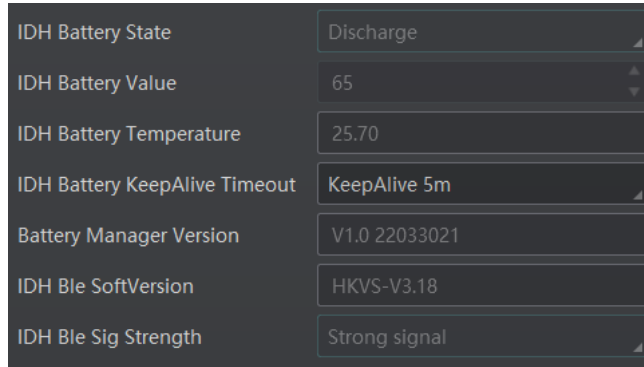 IDH Battery State Discharge
IDH Battery Value 65
IDH Battery Temperature 25.70
IDH Battery KeepAlive Timeout KeepAlive 5m
Battery Manager Version V1.0 22033021
IDH Ble SoftVersion HKVS-V3.18
IDH Ble Sig Strength Strong signal